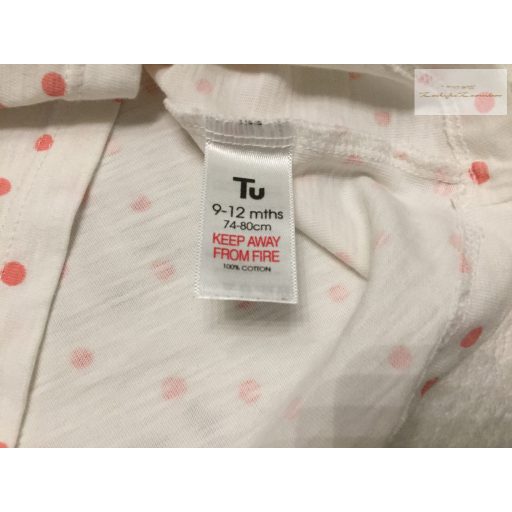 Tu
9-12 mths
74-80cm
KEEP AWAY
FROM FIRE
100% COTTON